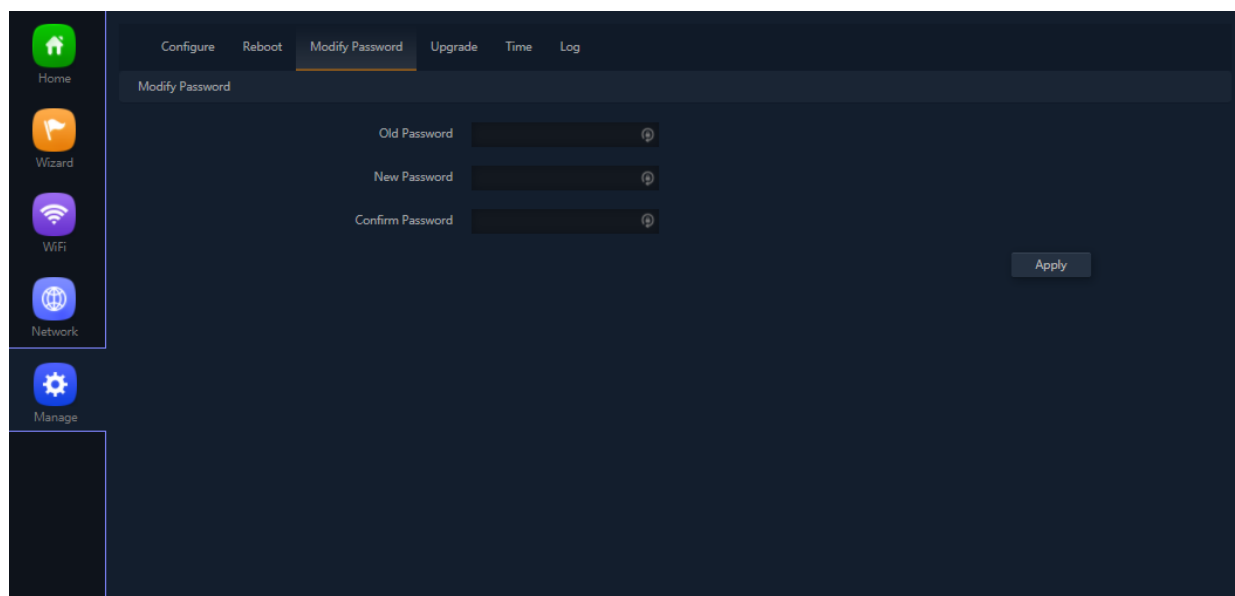 Home
Wizard
WiFi
Network
Manage
Configure Reboot Modify Password Upgrade Time Log
Modify Password
Old Password
New Password
Confirm Password
Apply